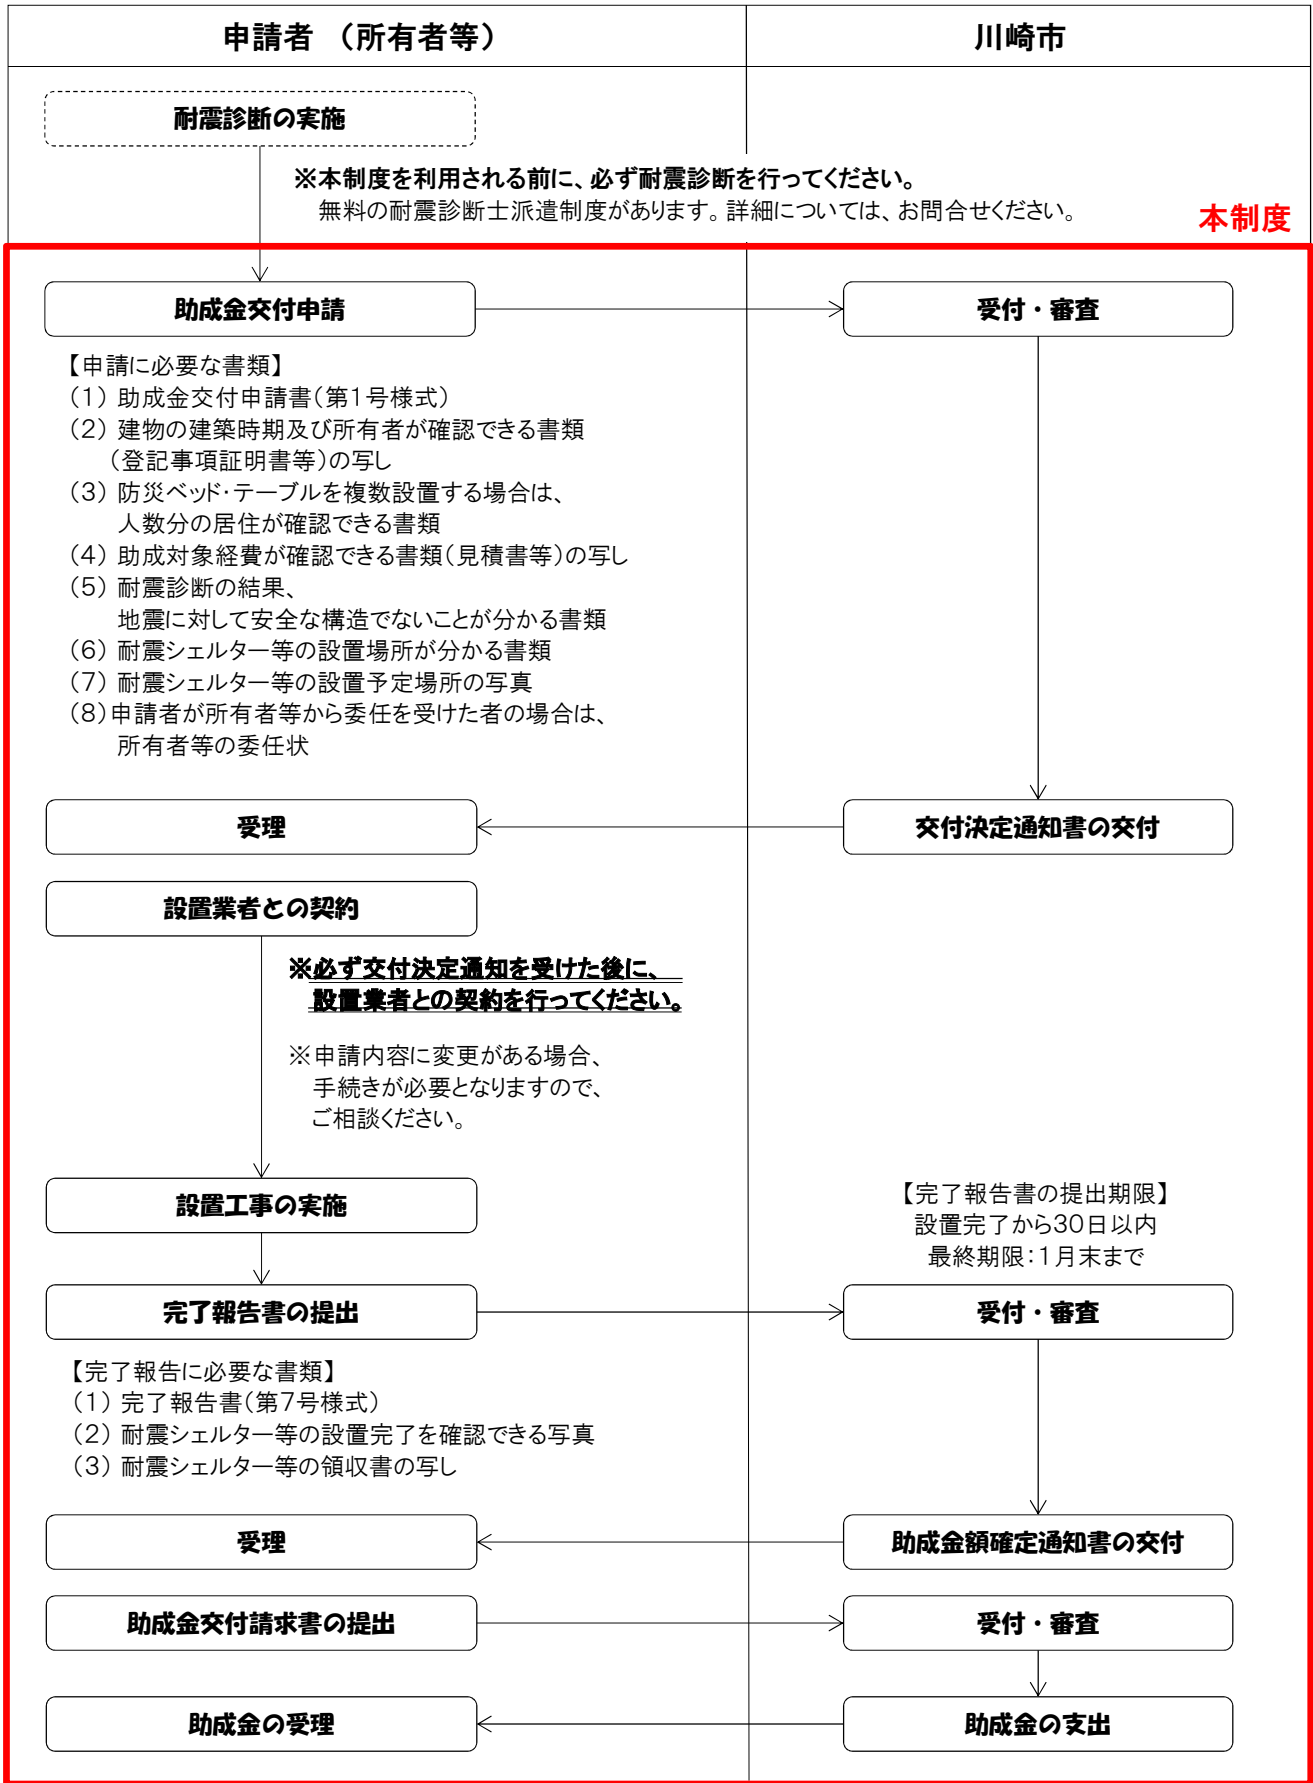 申請者 （所有者等）
川崎市
耐震診断の実施
※本制度を利用される前に、必ず耐震診断を行ってください。
無料の耐震診断士派遣制度があります。詳細については、お問合せください。
本制度
助成金交付申請
受付・審査
【申請に必要な書類】
（1） 助成金交付申請書（第1号様式）
（2） 建物の建築時期及び所有者が確認できる書類
（登記事項証明書等）の写し
（3） 防災ベッド・テーブルを複数設置する場合は、
人数分の居住が確認できる書類
（4） 助成対象経費が確認できる書類（見積書等）の写し
（5） 耐震診断の結果、
地震に対して安全な構造でないことが分かる書類
（6） 耐震シェルター等の設置場所が分かる書類
（7） 耐震シェルター等の設置予定場所の写真
（8）申請者が所有者等から委任を受けた者の場合は、
所有者等の委任状
受理
交付決定通知書の交付
設置業者との契約
※必ず交付決定通知を受けた後に、
設置業者との契約を行ってください。
※申請内容に変更がある場合、
手続きが必要となりますので、
ご相談ください。
設置工事の実施
【完了報告書の提出期限】
設置完了から30日以内
最終期限：1月末まで
完了報告書の提出
受付・審査
【完了報告に必要な書類】
（1） 完了報告書（第7号様式）
（2） 耐震シェルター等の設置完了を確認できる写真
（3） 耐震シェルター等の領収書の写し
受理
助成金額確定通知書の交付
助成金交付請求書の提出
受付・審査
助成金の受理
助成金の支出